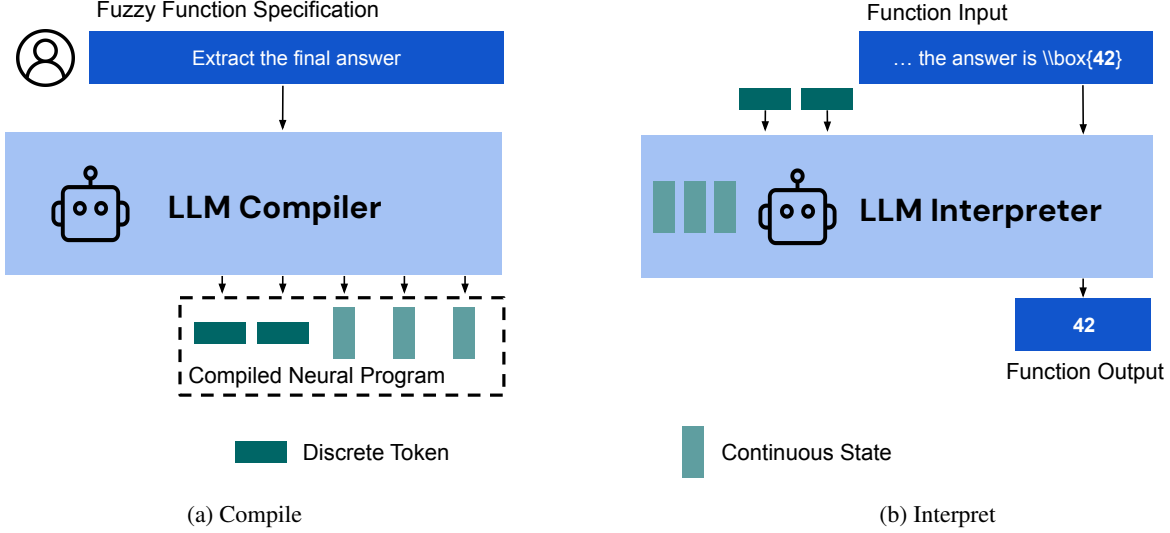 Fuzzy Function Specification
Extract the final answer
LLM Compiler
Compiled Neural Program
Discrete Token
(a) Compile
Function Input
… the answer is \\box{42}
LLM Interpreter
42
Function Output
Continuous State
(b) Interpret